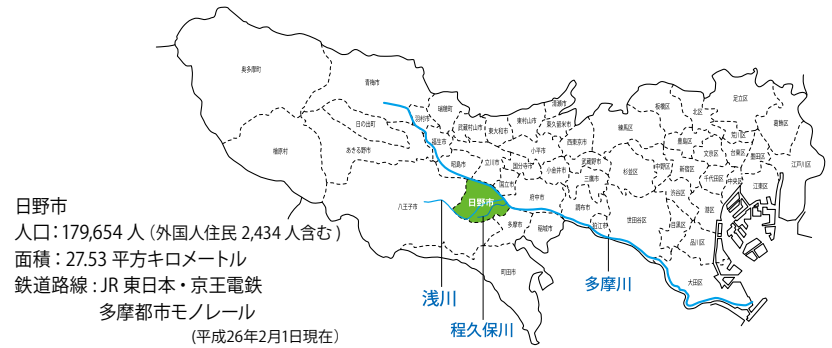 奥多摩町
青梅市
檜原村
日の出町
あきる野市
羽村市
瑞穂町
福生市
武蔵村山市
東大和市
東村山市
清瀬市
東久留米市
昭島市
立川市
国分寺市
小平市
小金井市
西東京市
武蔵野市
三鷹市
国立市
府中市
調布市
狛江市
八王子市
日野市
多摩市
稲城市
町田市
練馬区
板橋区
北区
足立区
葛飾区
荒川区
豊島区
文京区
台東区
墨田区
江戸川区
中野区
新宿区
千代田区
中央区
江東区
杉並区
渋谷区
港区
世田谷区
目黒区
品川区
大田区
浅川
程久保川
多摩川
日野市
人口:179,654 人 (外国人住民 2,434 人含む )
面積:27.53 平方キロメートル
鉄道路線 : JR 東日本・京王電鉄
多摩都市モノレール
(平成26年2月1日現在)